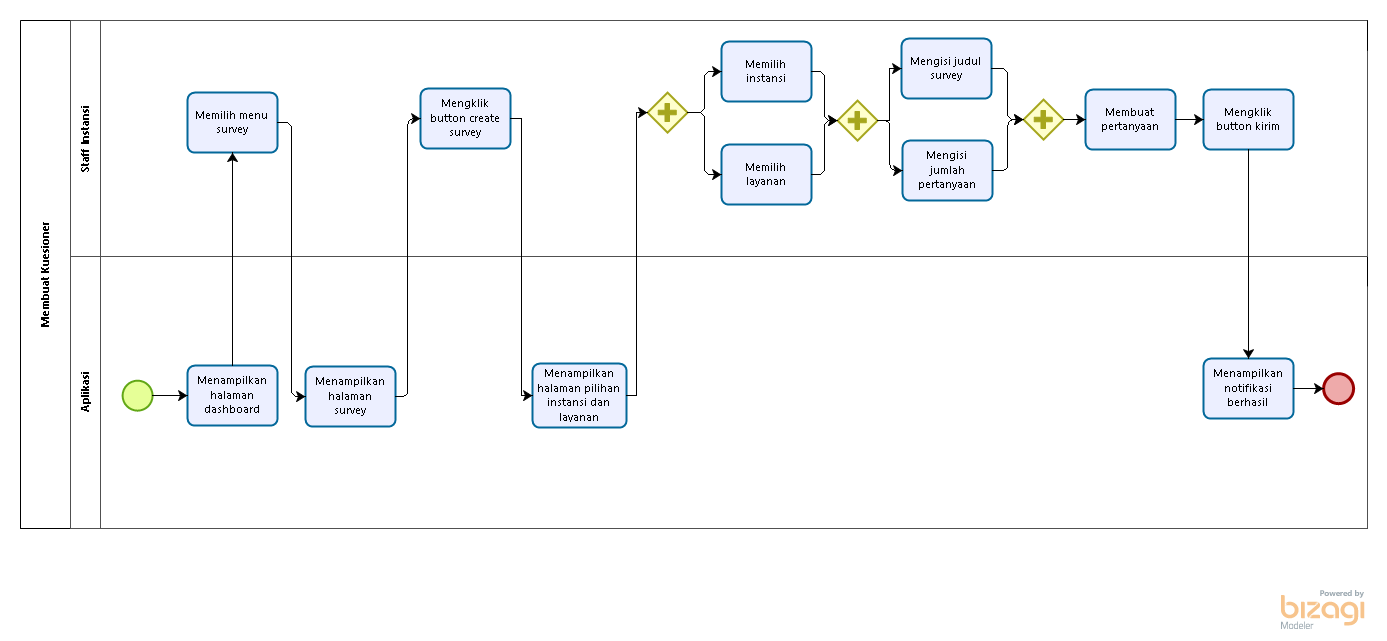 Membuat Kuesioner
Staff Instansi
Memilih menu
survey
Mengklik
button create
survey
Memilih
instansi
Memilih
layanan
Mengisi judul
survey
Mengisi
jumlah
pertanyaan
Membuat
pertanyaan
Mengklik
button kirim
Aplikasi
Menampilkan
halaman
dashboard
Menampilkan
halaman
survey
Menampilkan
halaman pilihan
instansi dan
layanan
Menampilkan
notifikasi
berhasil
Powered by
bizagi
Modeler